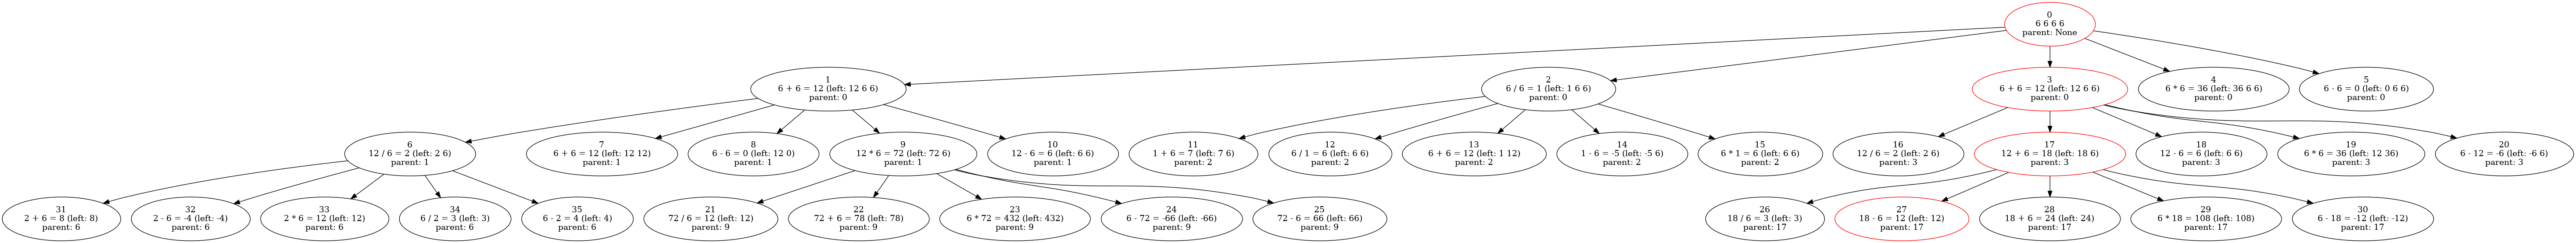 0
6 6 6 6
parent: None
1
6 + 6 = 12 (left: 12 6 6)
parent: 0
2
6 / 6 = 1 (left: 1 6 6)
parent: 0
3
6 + 6 = 12 (left: 12 6 6)
parent: 0
4
6 * 6 = 36 (left: 36 6 6)
parent: 0
5
6 - 6 = 0 (left: 0 6 6)
parent: 0
6
12 / 6 = 2 (left: 2 6)
parent: 1
7
6 + 6 = 12 (left: 12 12)
parent: 1
8
6 - 6 = 0 (left: 12 0)
parent: 1
9
12 * 6 = 72 (left: 72 6)
parent: 1
10
12 - 6 = 6 (left: 6 6)
parent: 1
11
1 + 6 = 7 (left: 7 6)
parent: 2
12
6 / 1 = 6 (left: 6 6)
parent: 2
13
6 + 6 = 12 (left: 1 12)
parent: 2
14
1 - 6 = -5 (left: -5 6)
parent: 2
15
6 * 1 = 6 (left: 6 6)
parent: 2
16
12 / 6 = 2 (left: 2 6)
parent: 3
17
12 + 6 = 18 (left: 18 6)
parent: 3
18
12 - 6 = 6 (left: 6 6)
parent: 3
19
6 * 6 = 36 (left: 12 36)
parent: 3
20
6 - 12 = -6 (left: -6 6)
parent: 3
31
2 + 6 = 8 (left: 8)
parent: 6
32
2 - 6 = -4 (left: -4)
parent: 6
33
2 * 6 = 12 (left: 12)
parent: 6
34
6 / 2 = 3 (left: 3)
parent: 6
35
6 - 2 = 4 (left: 4)
parent: 6
21
72 / 6 = 12 (left: 12)
parent: 9
22
72 + 6 = 78 (left: 78)
parent: 9
23
6 * 72 = 432 (left: 432)
parent: 9
24
6 - 72 = -66 (left: -66)
parent: 9
25
72 - 6 = 66 (left: 66)
parent: 9
26
18 / 6 = 3 (left: 3)
parent: 17
27
18 - 6 = 12 (left: 12)
parent: 17
28
18 + 6 = 24 (left: 24)
parent: 17
29
6 * 18 = 108 (left: 108)
parent: 17
30
6 - 18 = -12 (left: -12)
parent: 17